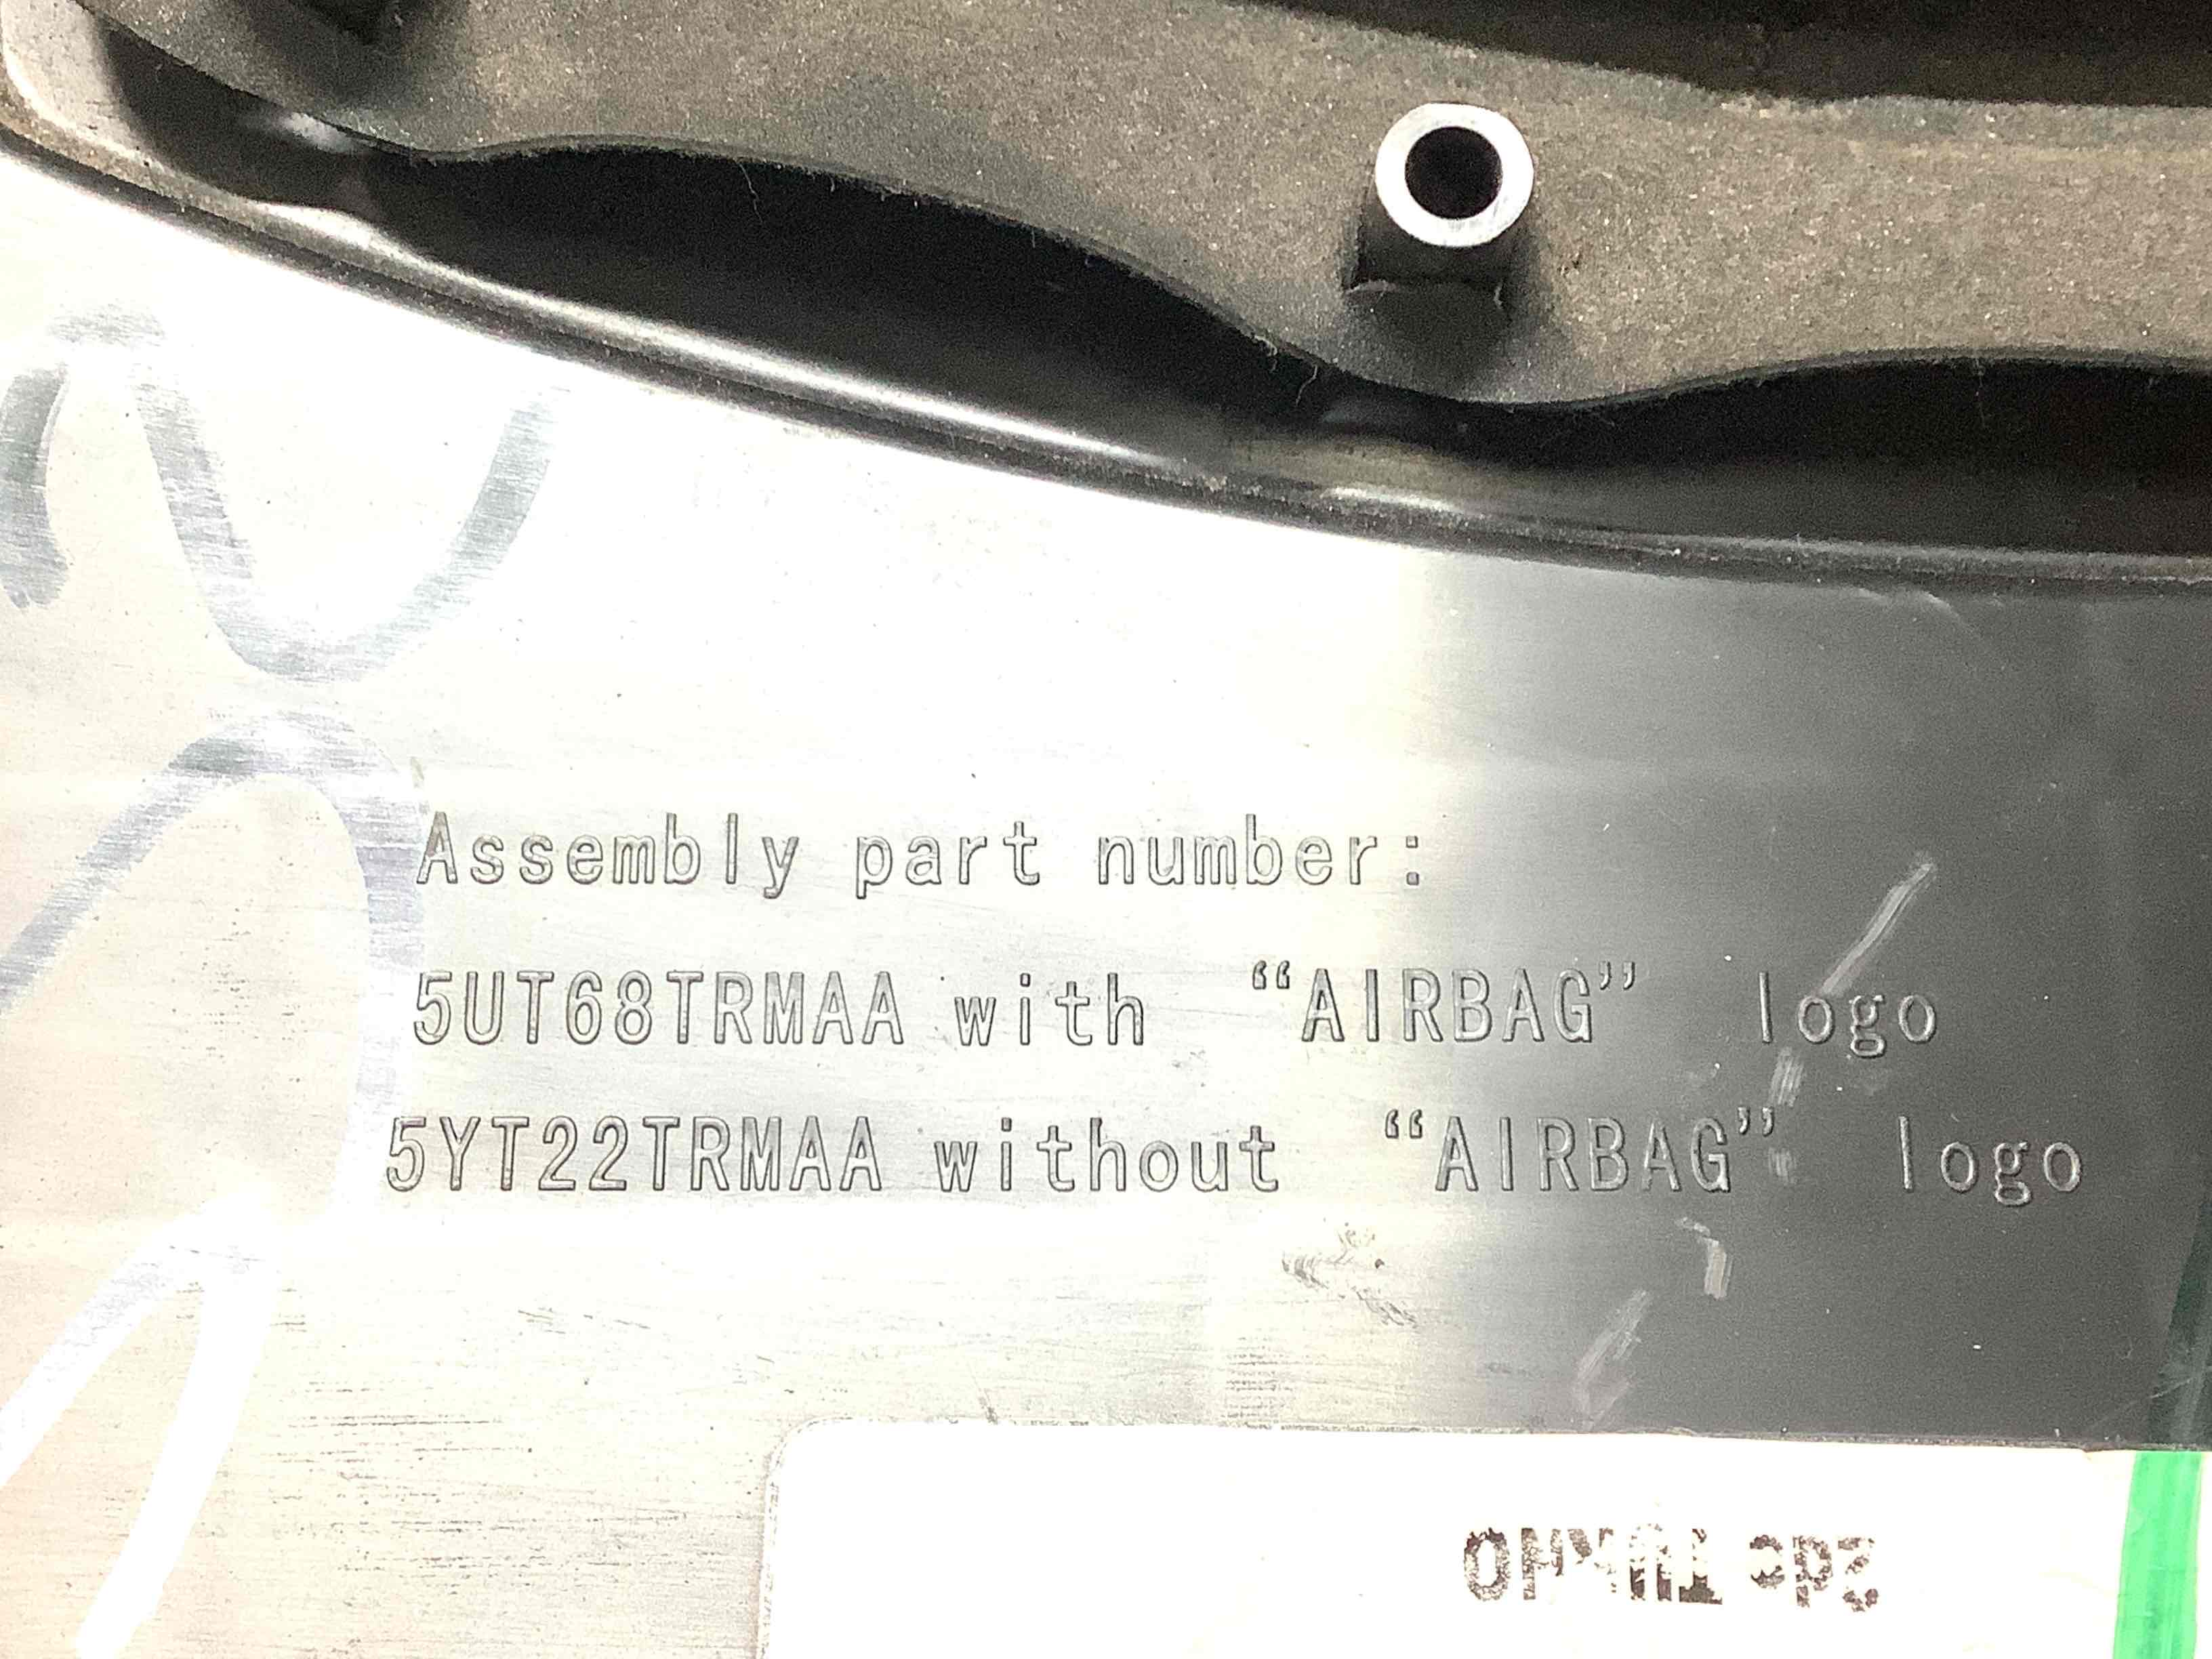 Assembly part number:
5UT68TRMAA with “AIRBAG” logo
5YT22TRMAA without “AIRBAG” logo